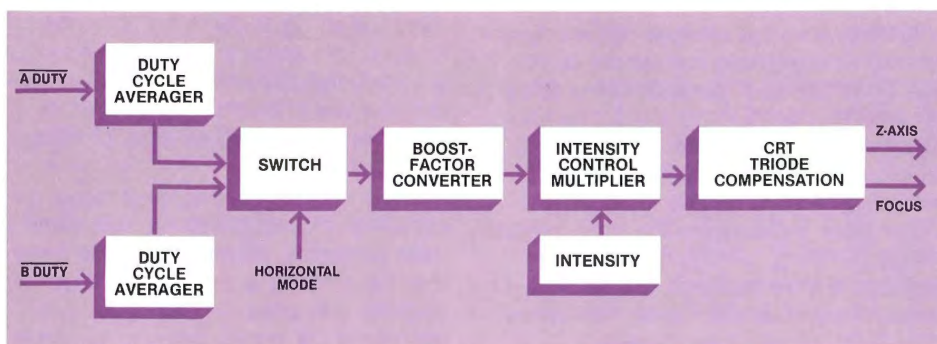 A DUTY
DUTY
CYCLE
AVERAGER
SWITCH
BOOST-
FACTOR
CONVERTER
INTENSITY
CONTROL
MULTIPLIER
CRT
TRIODE
COMPENSATION
Z-AXIS
FOCUS
B DUTY
DUTY
CYCLE
AVERAGER
HORIZONTAL
MODE
INTENSITY